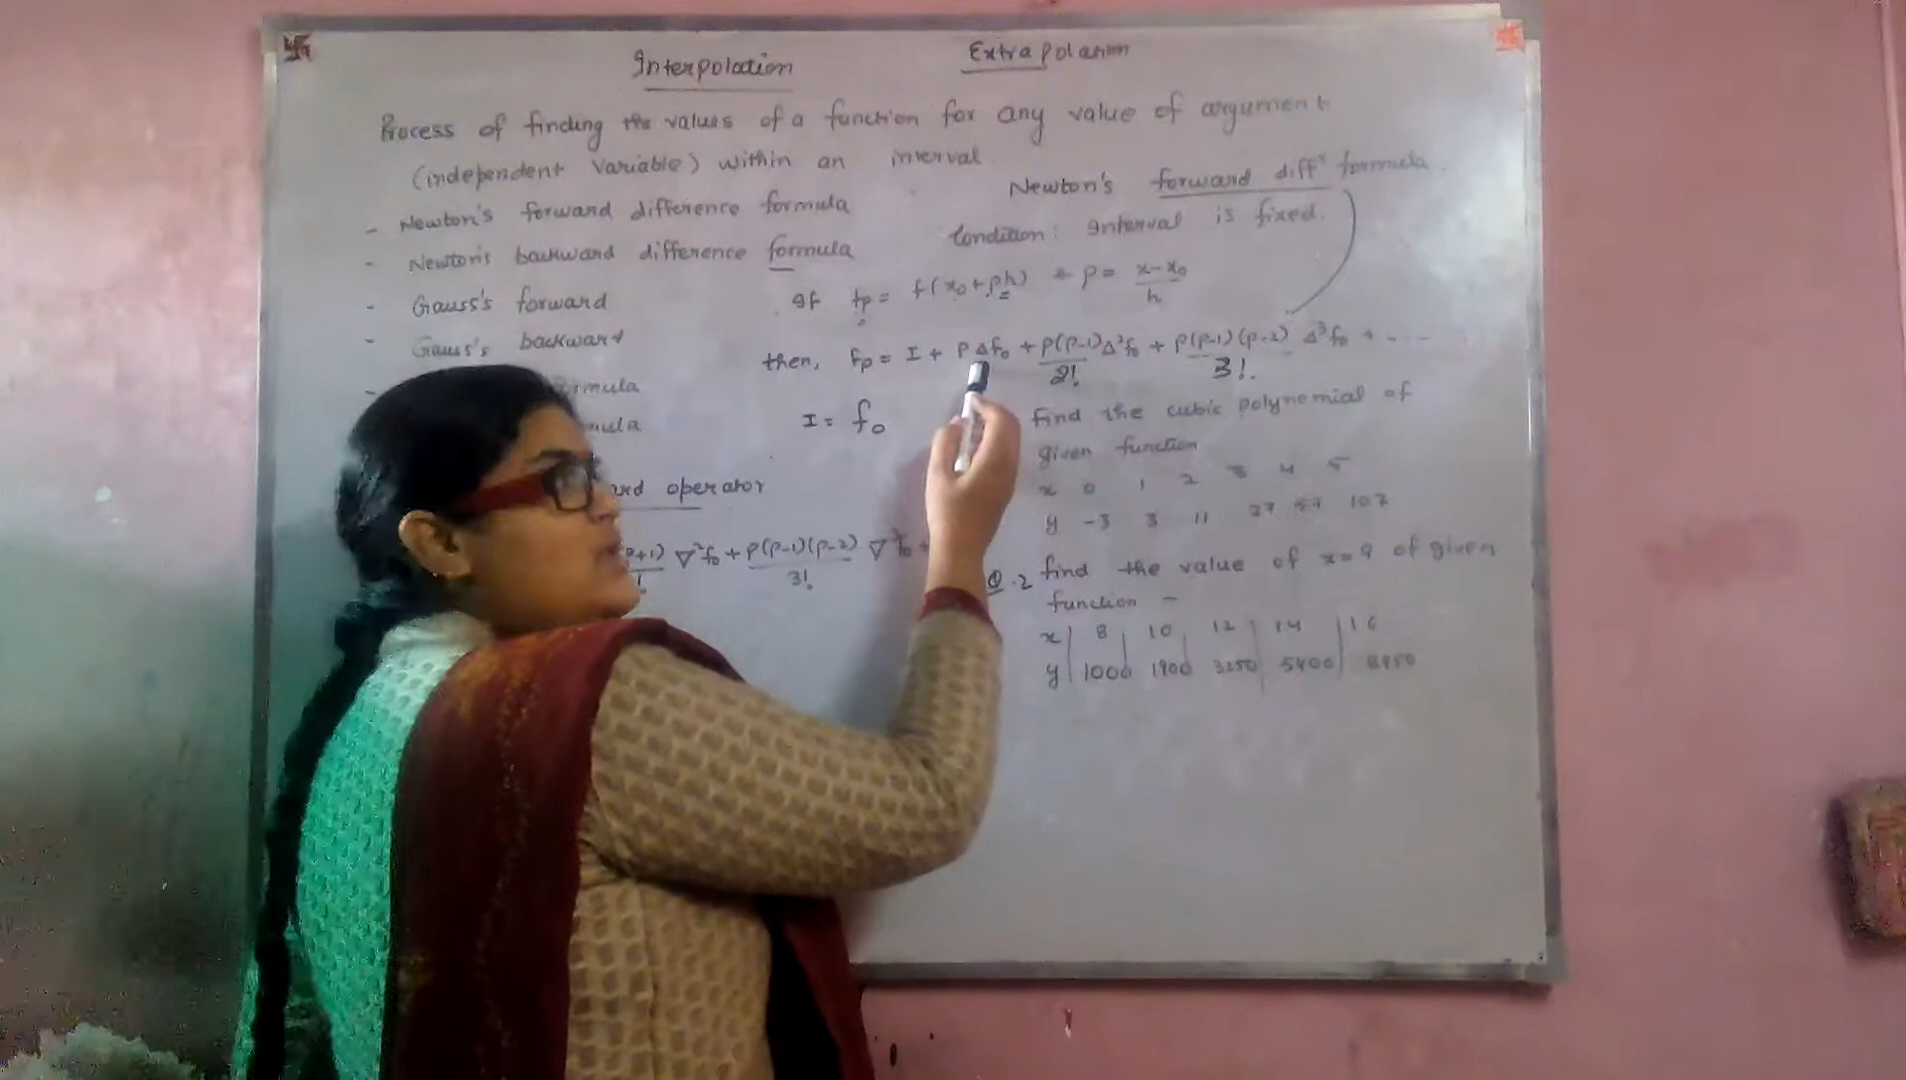 Interpolation
Extrapolation
Process of finding the values of a function for any value of argument
(independent variable) within an interval
- Newton's forward difference formula
- Newton's backward difference formula
- Gauss's forward
- Gauss's backward
Newton's forward diffr formula.
Condition: Interval is fixed.
If fp = f(x₀+ph) & p = x-x₀/h
then, fp = I + PΔf₀ + P(P-1)/2! Δ²f₀ + P(P-1)(P-2)/3! Δ³f₀ + - - -
I = f₀
operator
P+1) ∇²f₀ + P(P-1)(P-2)/3! ∇³f₀ +
find the cubic polynomial of
given function
x 0 1 2 3 4 5
y -3 3 11 27 57 107
Q.2 find the value of x=9 of given
function -
x | 8 | 10 | 12 | 14 | 16
y | 1000 | 1900 | 3250 | 5400 | 8950